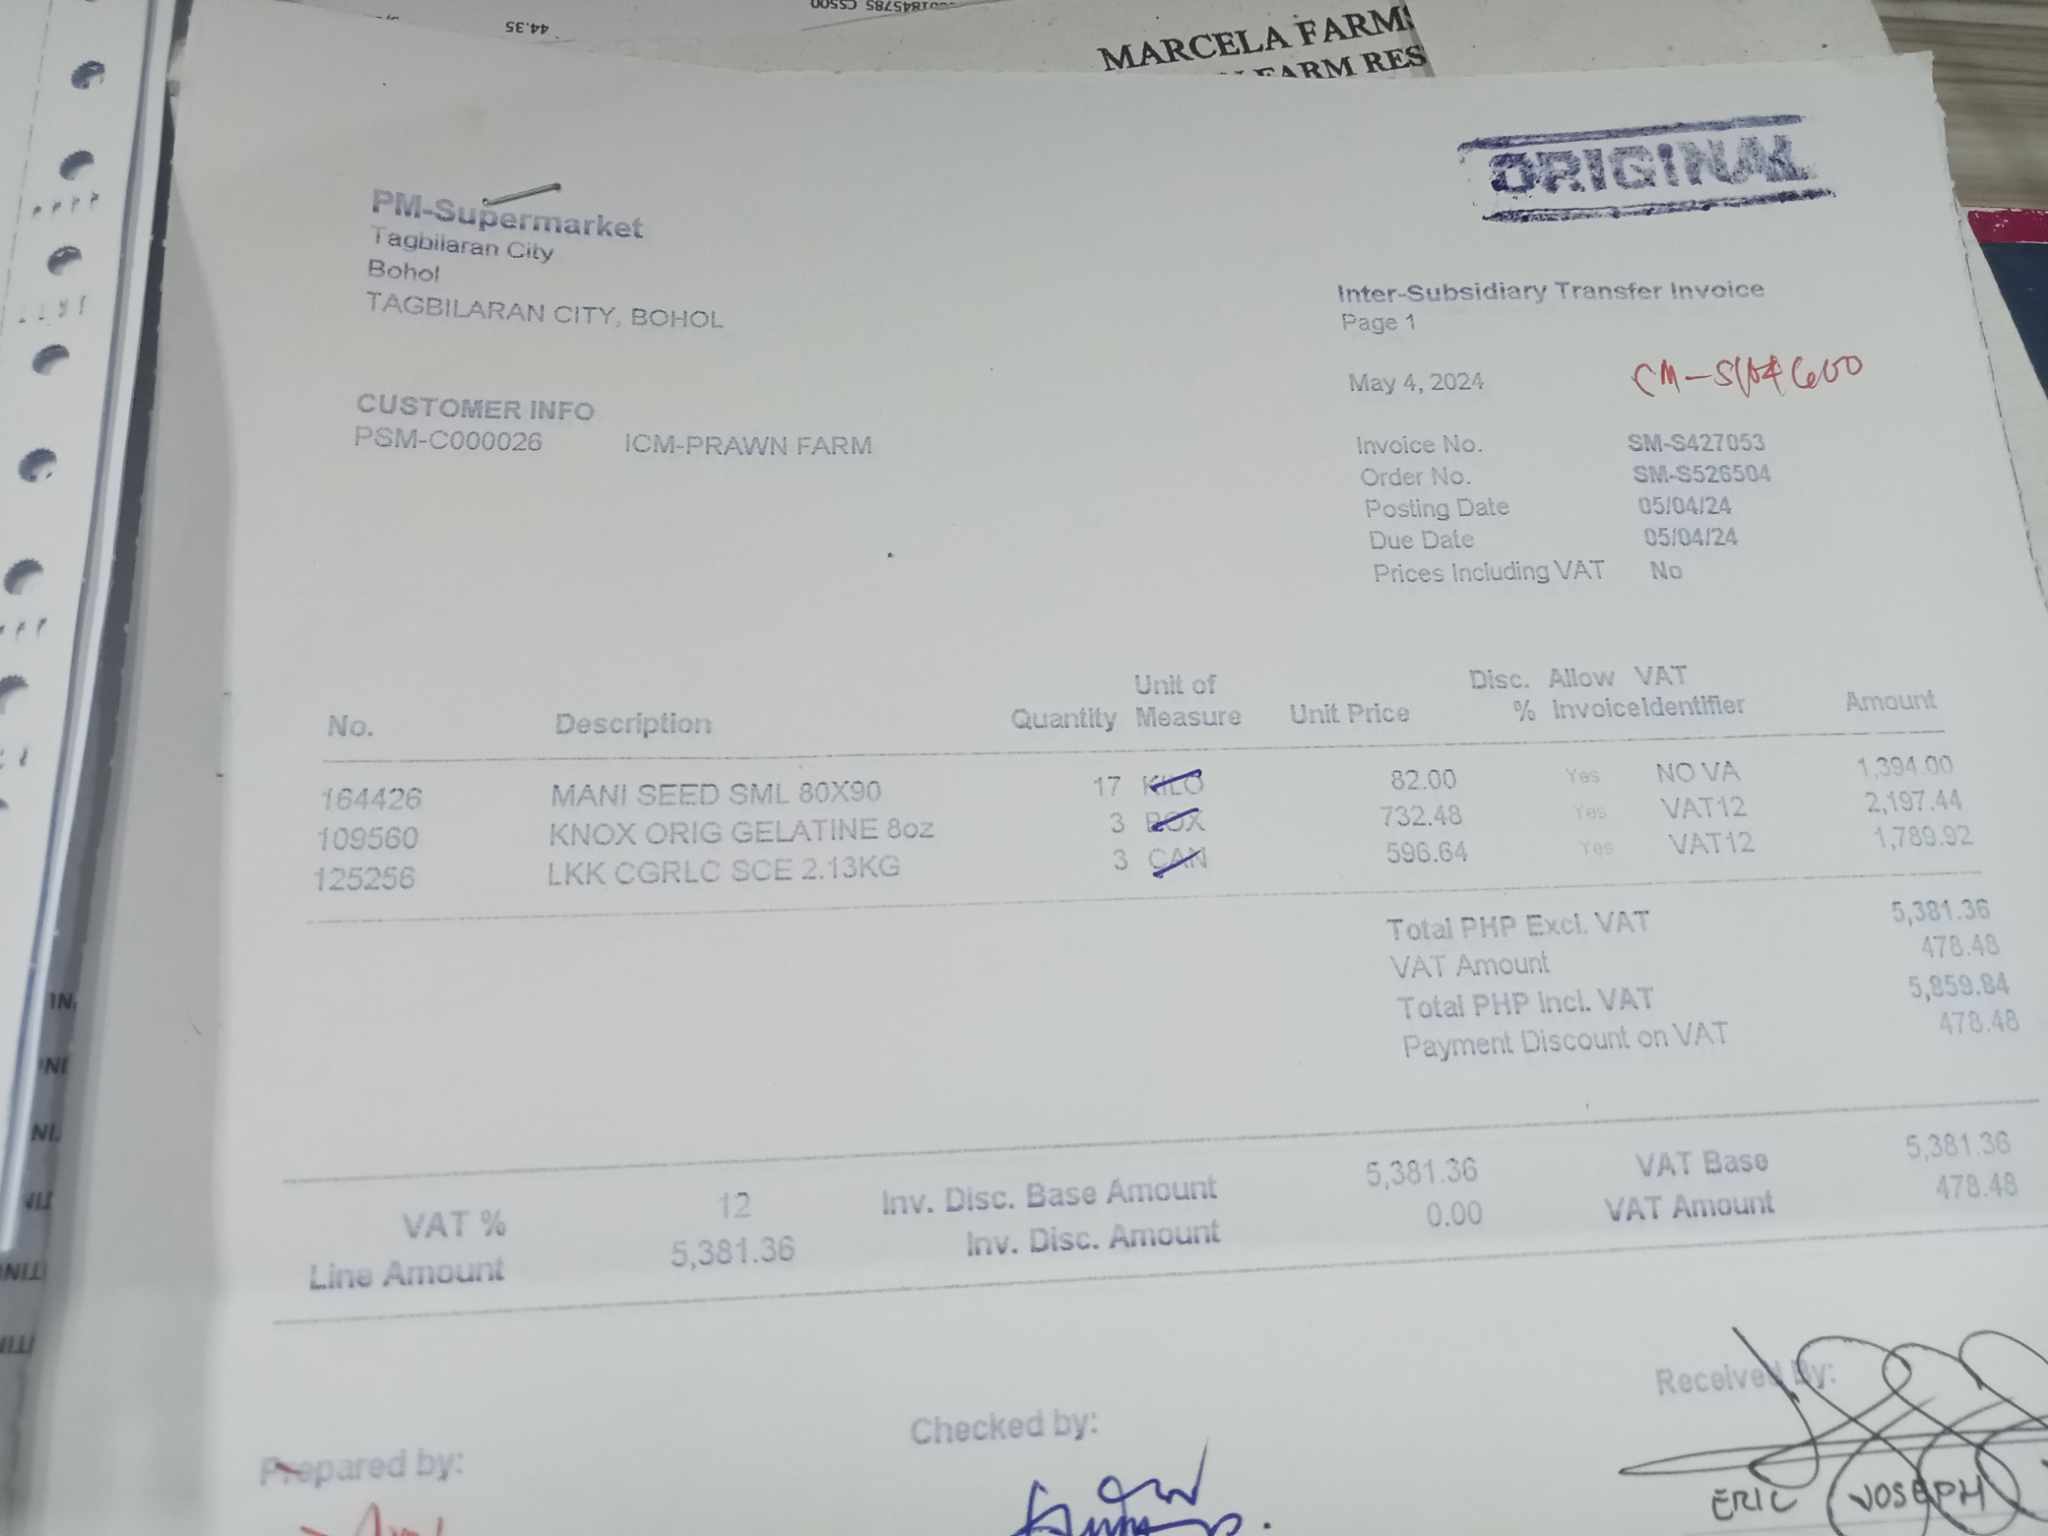 44.35
MARCELA FARMS
FARM RES
ORIGINAL
PM-Supermarket
Tagbilaran City
Bohol
TAGBILARAN CITY, BOHOL
Inter-Subsidiary Transfer Invoice
Page 1
May 4, 2024
CUSTOMER INFO
PSM-C000026 ICM-PRAWN FARM
Invoice No. SM-S427053
Order No. SM-S526504
Posting Date 05/04/24
Due Date 05/04/24
Prices Including VAT No
No. Description Quantity Unit of Measure Unit Price Disc. % Allow Invoice VAT Identifier Amount
164426 MANI SEED SML 80X90 17 KILO 82.00 Yes NO VA 1,394.00
109560 KNOX ORIG GELATINE 8oz 3 BOX 732.48 Yes VAT12 2,197.44
125256 LKK CGRLC SCE 2.13KG 3 CAN 596.64 Yes VAT12 1,789.92
Total PHP Excl. VAT 5,381.36
VAT Amount 478.48
Total PHP Incl. VAT 5,859.84
Payment Discount on VAT 478.48
VAT % 12 Inv. Disc. Base Amount 5,381.36 VAT Base 5,381.36
Line Amount 5,381.36 Inv. Disc. Amount 0.00 VAT Amount 478.48
Prepared by: Checked by: Received By:
ERIC JOSEPH